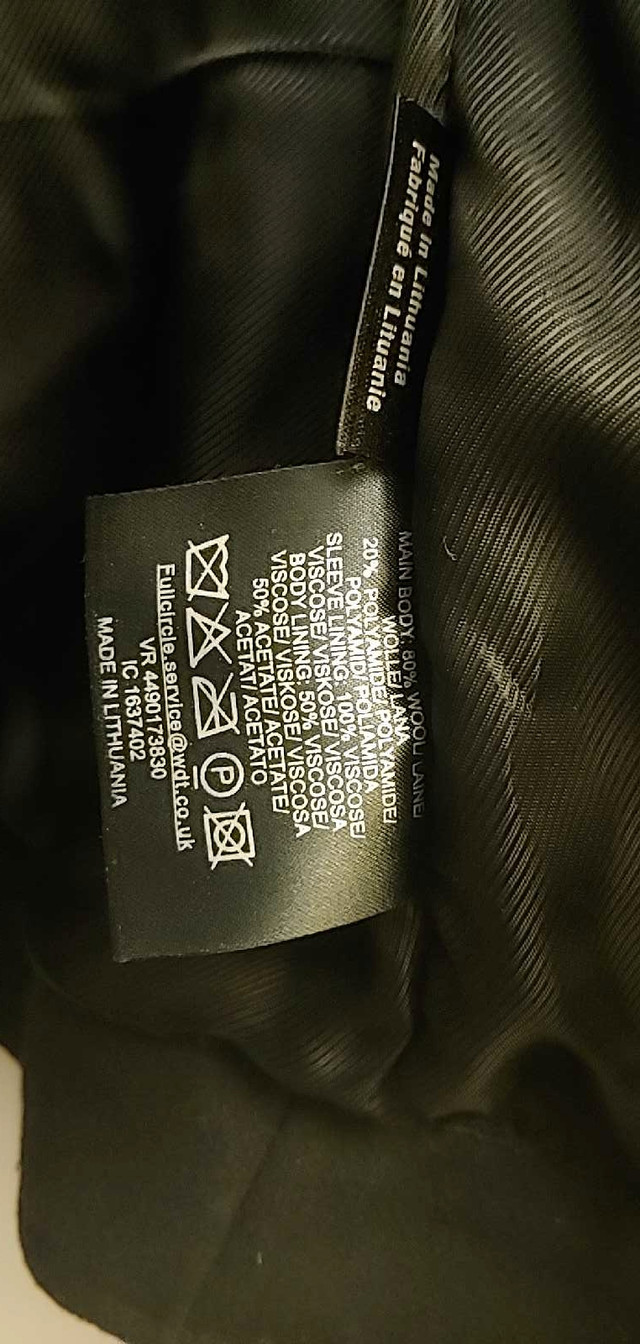 Made in Lithuania
Fabriqué en Lituanie
MAIN BODY: 80% WOOL/ LAINE/
WOLLE/ LANA
20% POLYAMIDE/ POLYAMIDE/
POLYAMID/ POLIAMIDA
SLEEVE LINING: 100% VISCOSE/
VISCOSE/ VISKOSE/ VISCOSA
BODY LINING: 50% VISCOSE/
VISCOSE/ VISKOSE/ VISCOSA
50% ACETATE/ ACETATE/
ACETAT/ ACETATO
P
Fullcircle.service@wdt.co.uk
VR 4490173830
IC 1637402
MADE IN LITHUANIA